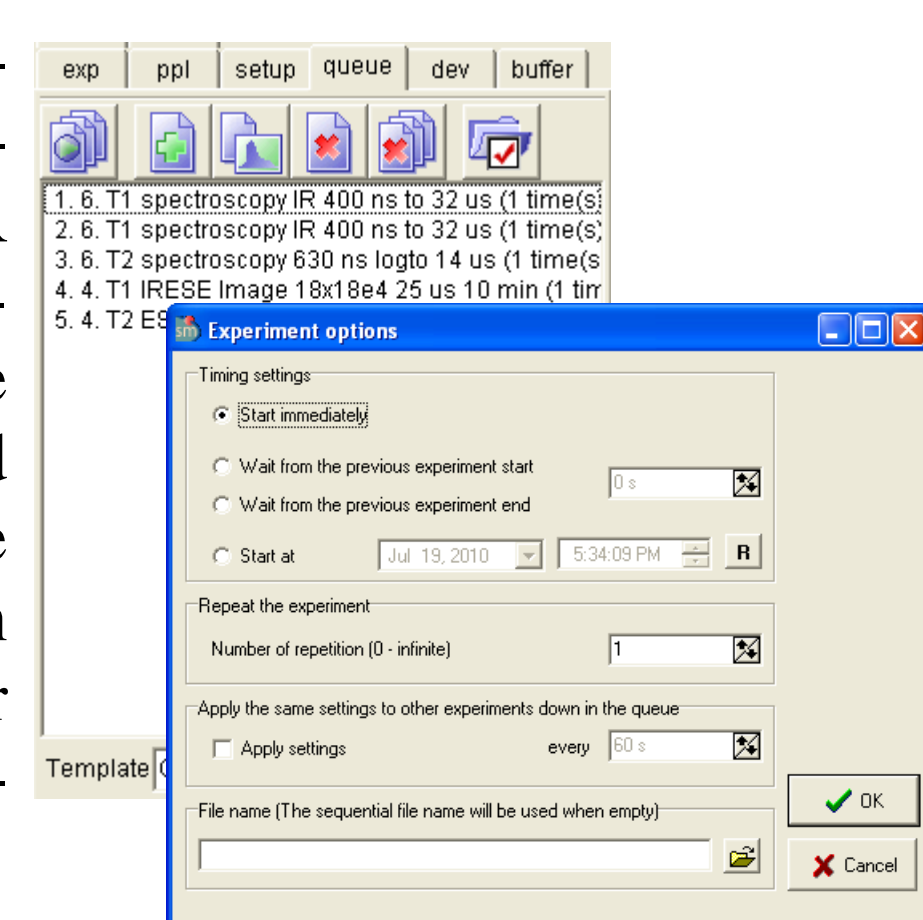 exp ppl setup queue dev buffer
1. 6. T1 spectroscopy IR 400 ns to 32 us (1 time(s)
2. 6. T1 spectroscopy IR 400 ns to 32 us (1 time(s)
3. 6. T2 spectroscopy 630 ns logto 14 us (1 time(s
4. 4. T1 IRESE Image 18x18e4 25 us 10 min (1 tim
5. 4. T2 ES
sm Experiment options
Timing settings
Start immediately
Wait from the previous experiment start
0 s
Wait from the previous experiment end
Start at Jul 19, 2010 5:34:09 PM R
Repeat the experiment
Number of repetition (0 - infinite) 1
Apply the same settings to other experiments down in the queue
Apply settings every 60 s
Template
File name (The sequential file name will be used when empty)
OK
Cancel